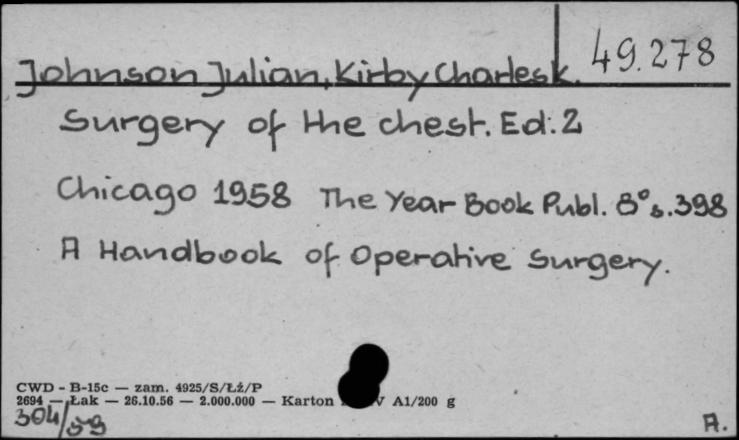 49.278
Johnson Julian, Kirby Charles K.
Surgery of the chest. Ed. 2
Chicago 1958 The Year Book Publ. 8° s. 398
A Handbook of Operative Surgery.
CWD - B-15c — zam. 4925/S/Łż/P
2694 — Łak — 26.10.56 — 2.000.000 — Karton V A1/200 g
304/59
A.